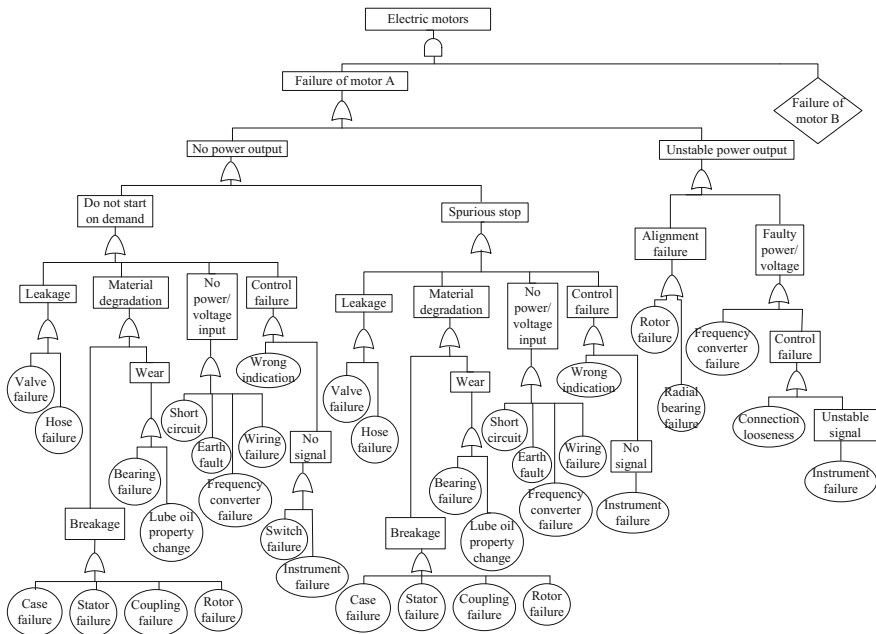 Electric motors
Failure of motor A
Failure of
motor B
No power output
Unstable power output
Do not start
on demand
Spurious stop
Alignment
failure
Faulty
power/
voltage
Leakage
Material
degradation
No
power/
voltage
input
Control
failure
Leakage
Material
degradation
No
power/
voltage
input
Control
failure
Rotor
failure
Radial
bearing
failure
Frequency
converter
failure
Control
failure
Valve
failure
Hose
failure
Wear
Short
circuit
Earth
fault
Frequency
converter
failure
Wiring
failure
Wrong
indication
No
signal
Valve
failure
Hose
failure
Wear
Short
circuit
Earth
fault
Frequency
converter
failure
Wiring
failure
Wrong
indication
No
signal
Connection
looseness
Unstable
signal
Instrument
failure
Bearing
failure
Lube oil
property
change
Switch
failure
Instrument
failure
Bearing
failure
Lube oil
property
change
Instrument
failure
Breakage
Breakage
Case
failure
Stator
failure
Coupling
failure
Rotor
failure
Case
failure
Stator
failure
Coupling
failure
Rotor
failure